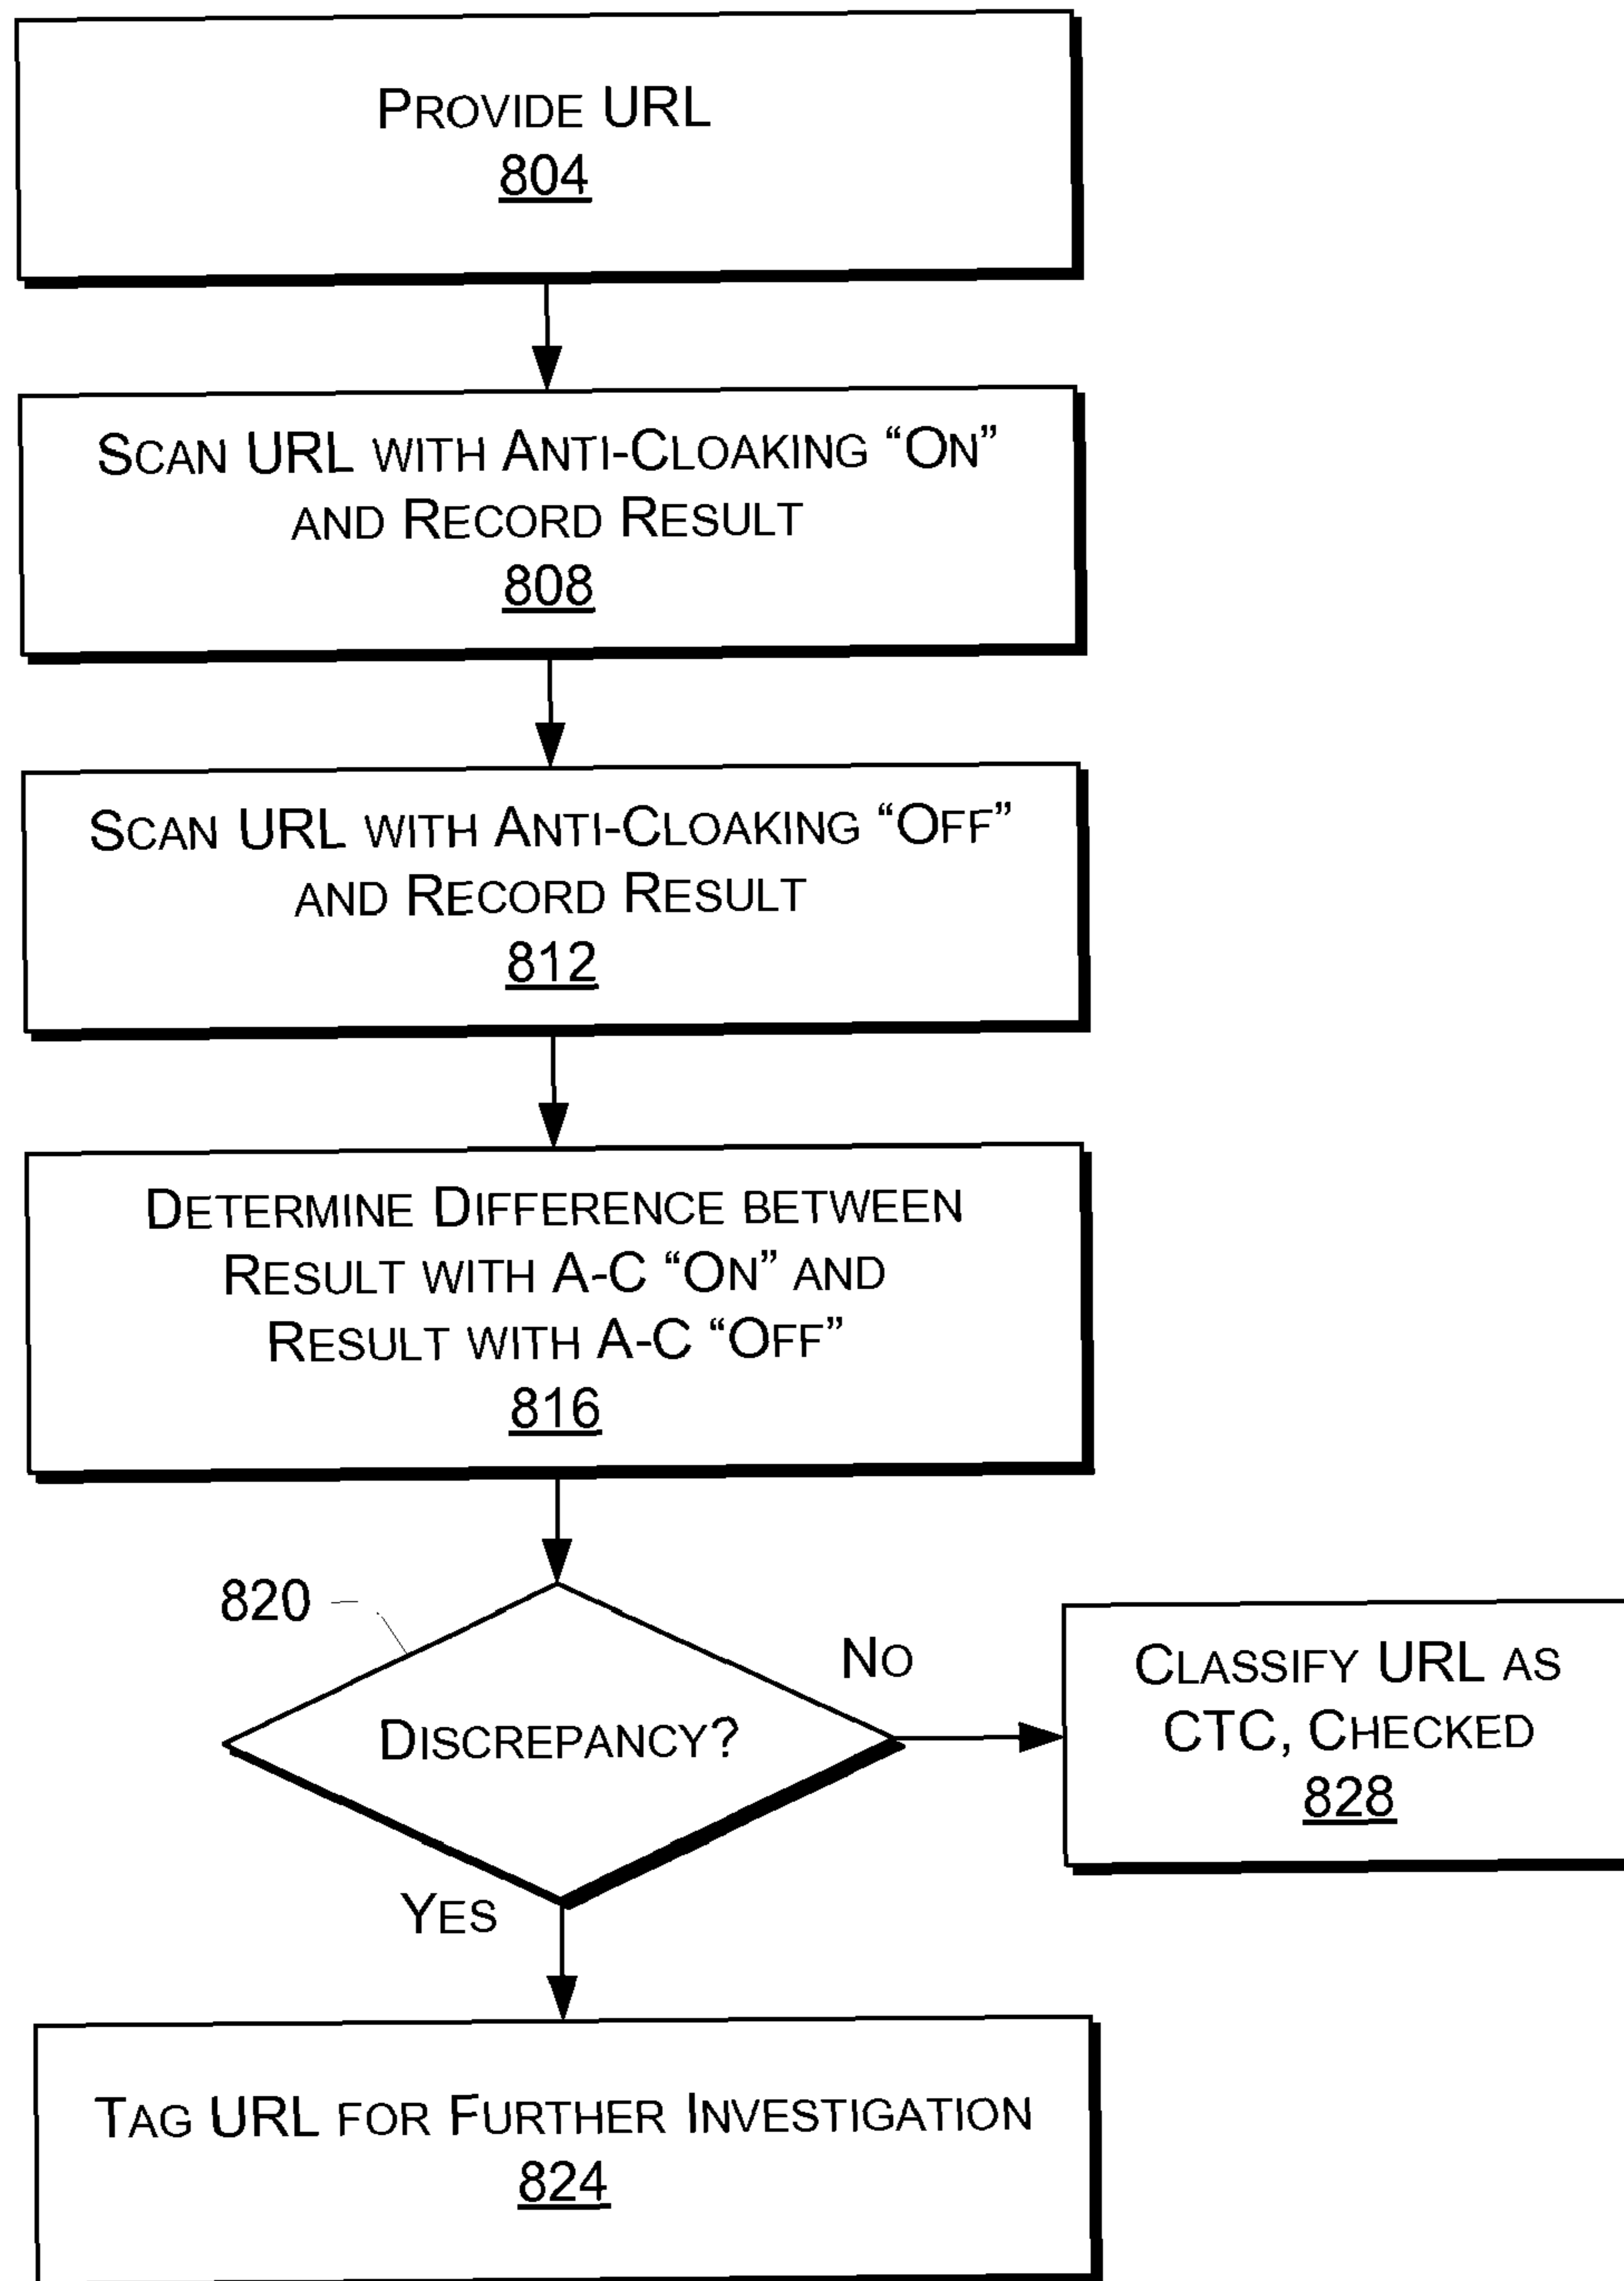 Provide URL
804
Scan URL with Anti-Cloaking “On”
and Record Result
808
Scan URL with Anti-Cloaking “Off”
and Record Result
812
Determine Difference between
Result with A-C “On” and
Result with A-C “Off”
816
820
Discrepancy?
No
Classify URL as
CTC, Checked
828
Yes
Tag URL for Further Investigation
824